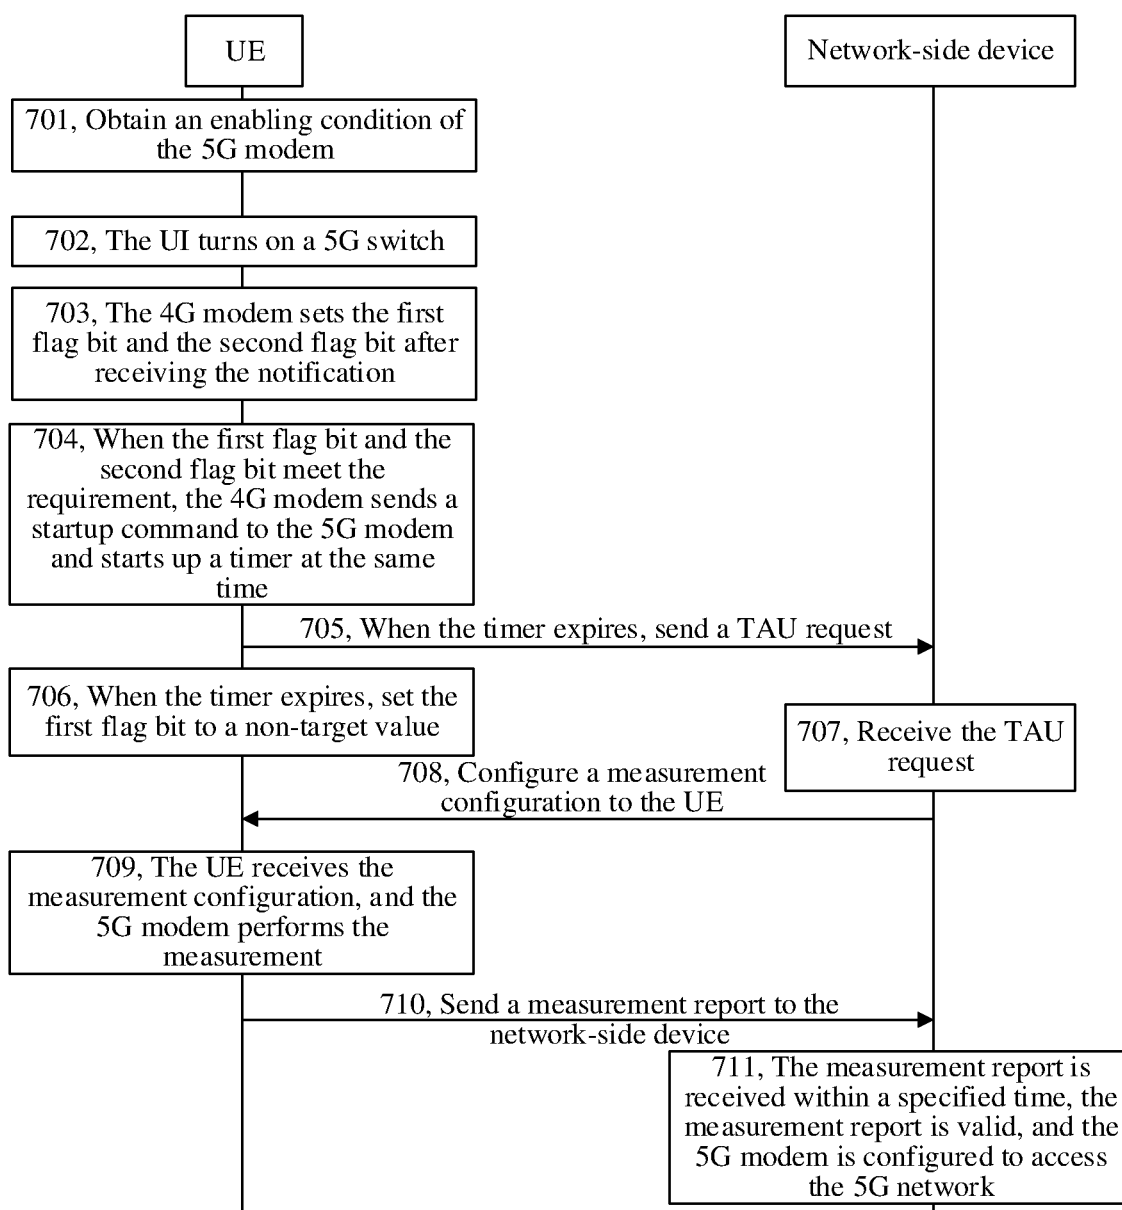 UE
Network-side device
701, Obtain an enabling condition of
the 5G modem
702, The UI turns on a 5G switch
703, The 4G modem sets the first
flag bit and the second flag bit after
receiving the notification
704, When the first flag bit and the
second flag bit meet the
requirement, the 4G modem sends a
startup command to the 5G modem
and starts up a timer at the same
time
705, When the timer expires, send a TAU request
706, When the timer expires, set the
first flag bit to a non-target value
707, Receive the TAU
request
708, Configure a measurement
configuration to the UE
709, The UE receives the
measurement configuration, and the
5G modem performs the
measurement
710, Send a measurement report to the
network-side device
711, The measurement report is
received within a specified time, the
measurement report is valid, and the
5G modem is configured to access
the 5G network